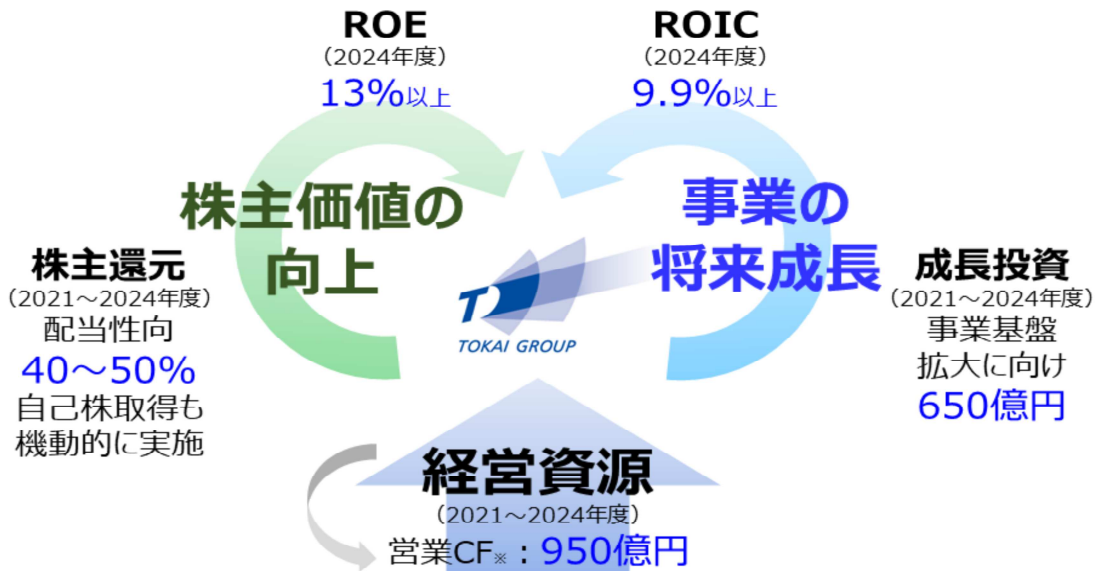 ROE
（2024年度）
13%以上
ROIC
（2024年度）
9.9%以上
株主価値の
向上
事業の
将来成長
株主還元
（2021～2024年度）
配当性向
40～50%
自己株取得も
機動的に実施
TOKAI GROUP
成長投資
（2021～2024年度）
事業基盤
拡大に向け
650億円
経営資源
（2021～2024年度）
営業CF※：950億円